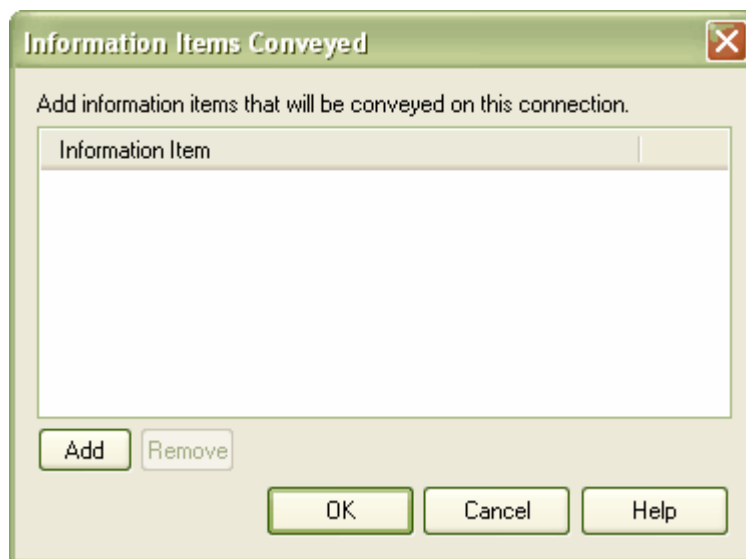 Information Items Conveyed
Add information items that will be conveyed on this connection.
Information Item
Add Remove
OK Cancel Help